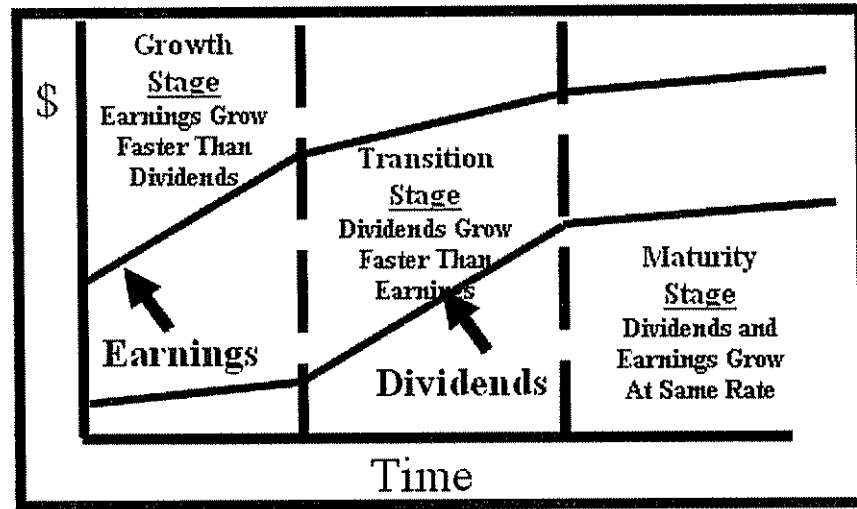 $
Growth
Stage
Earnings Grow
Faster Than
Dividends
Earnings
Transition
Stage
Dividends Grow
Faster Than
Earnings
Dividends
Maturity
Stage
Dividends and
Earnings Grow
At Same Rate
Time